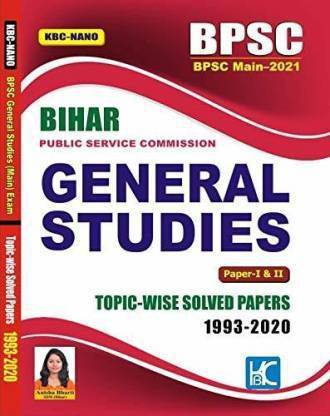 KBC-NANO
BPSC General Studies (Main) Exam
Topic-wise Solved Papers
1993-2020
Anisha Bharti
BPSC
BPSC Main–2021
BIHAR
PUBLIC SERVICE COMMISSION
GENERAL
STUDIES
Paper-I & II
TOPIC-WISE SOLVED PAPERS
1993-2020
KBC